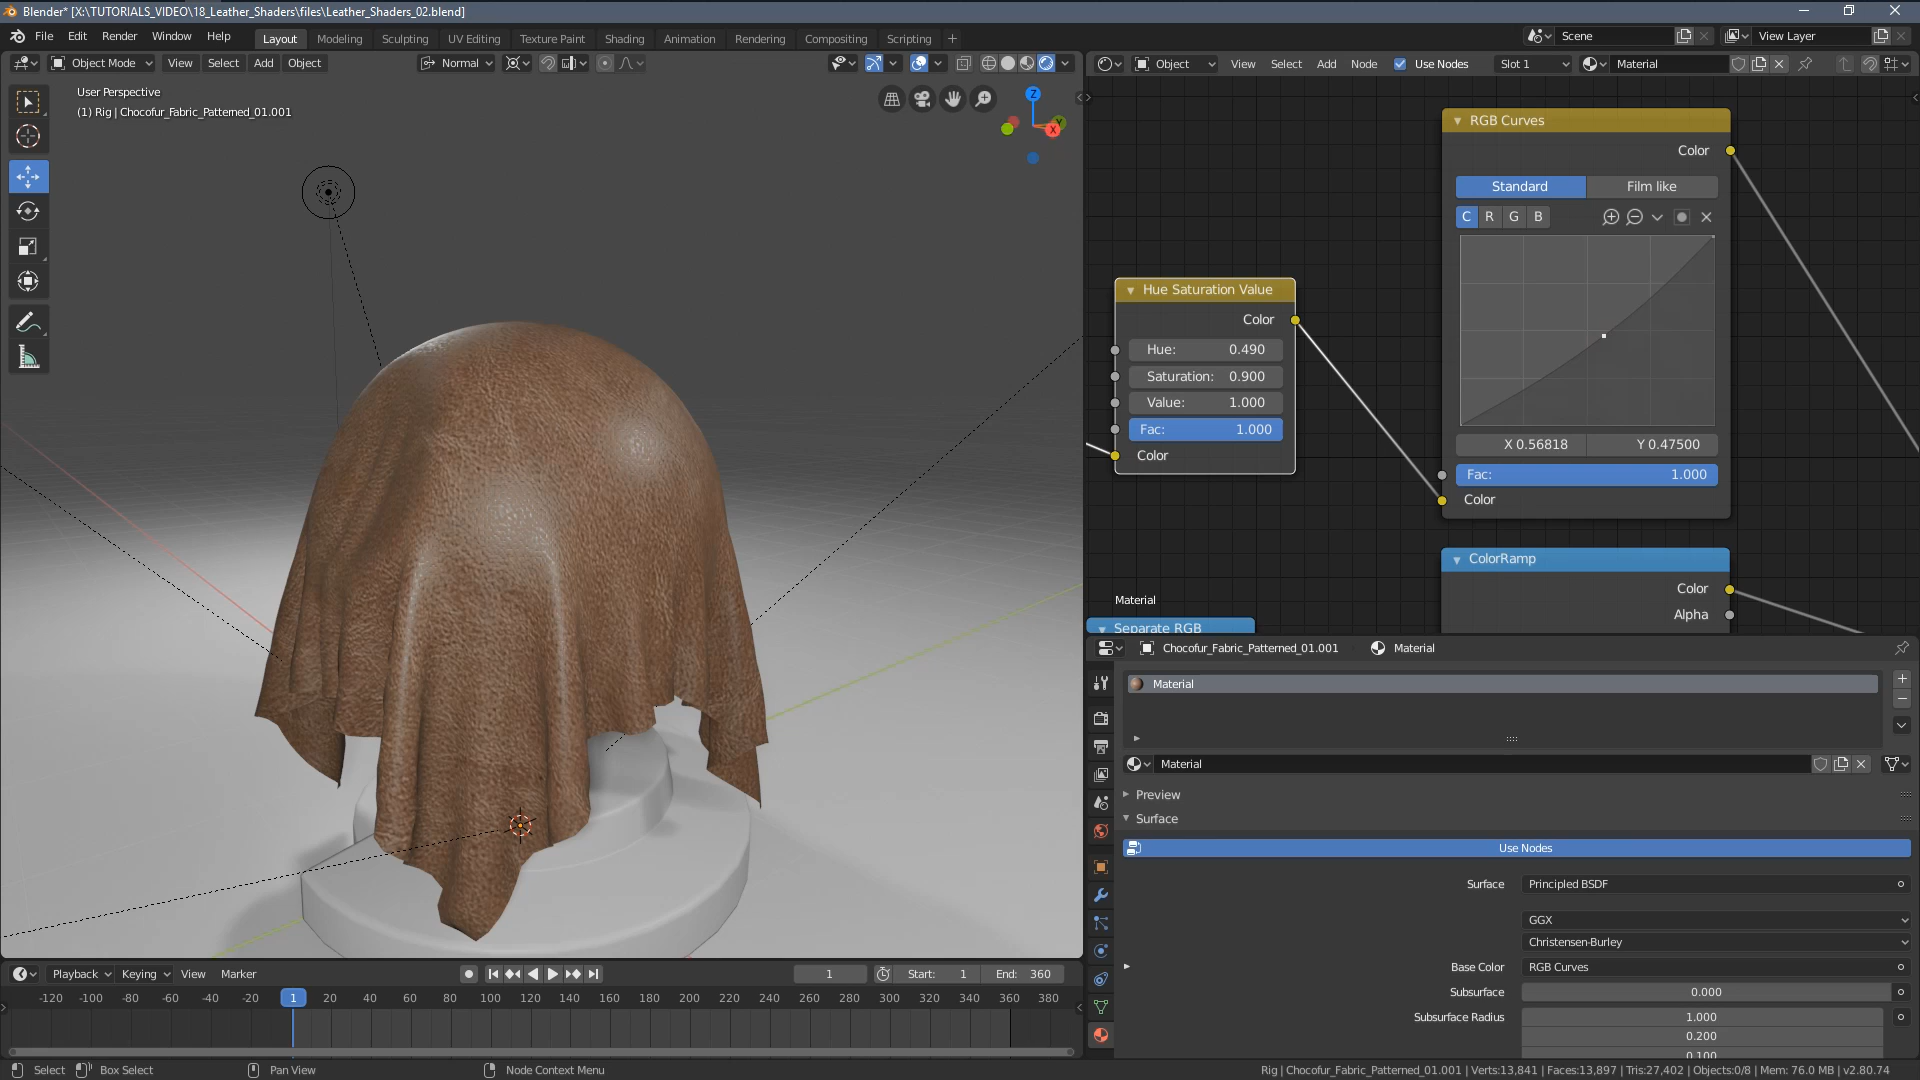 Blender* [X:\TUTORIALS_VIDEO\18_Leather_Shaders\files\Leather_Shaders_02.blend]
File Edit Render Window Help Layout Modeling Sculpting UV Editing Texture Paint Shading Animation Rendering Compositing Scripting + Scene View Layer
Object Mode View Select Add Object Normal
Object View Select Add Node Use Nodes Slot 1 Material
User Perspective
(1) Rig | Chocofur_Fabric_Patterned_01.001
Z
Y
X
RGB Curves
Color
Standard Film like
C R G B
X 0.56818 Y 0.47500
Fac: 1.000
Color
Hue Saturation Value
Color
Hue: 0.490
Saturation: 0.900
Value: 1.000
Fac: 1.000
Color
ColorRamp
Color
Alpha
Material
Separate RGB
Chocofur_Fabric_Patterned_01.001 Material
Material
Material
Preview
Surface
Use Nodes
Surface Principled BSDF
GGX
Christensen-Burley
Base Color RGB Curves
Subsurface 0.000
Subsurface Radius 1.000
0.200
0.100
Playback Keying View Marker 1 Start: 1 End: 360
-120 -100 -80 -60 -40 -20 1 20 40 60 80 100 120 140 160 180 200 220 240 260 280 300 320 340 360 380
Select Box Select Pan View Node Context Menu Rig | Chocofur_Fabric_Patterned_01.001 | Verts:13,841 | Faces:13,897 | Tris:27,402 | Objects:0/8 | Mem: 76.0 MB | v2.80.74